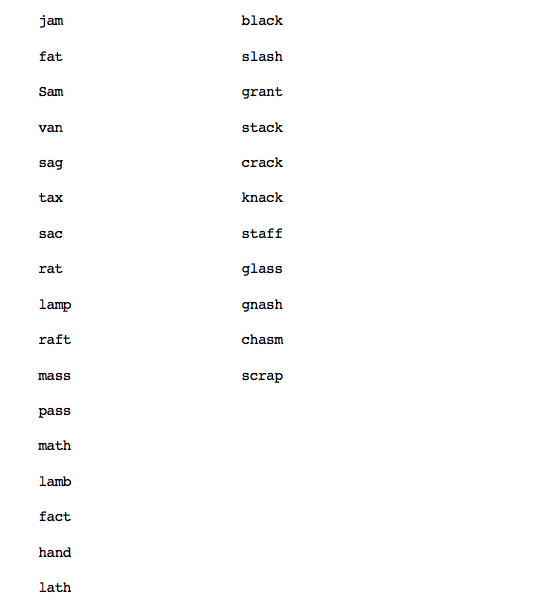 jam
fat
Sam
van
sag
tax
sac
rat
lamp
raft
mass
pass
math
lamb
fact
hand
lath
black
slash
grant
stack
crack
knack
staff
glass
gnash
chasm
scrap